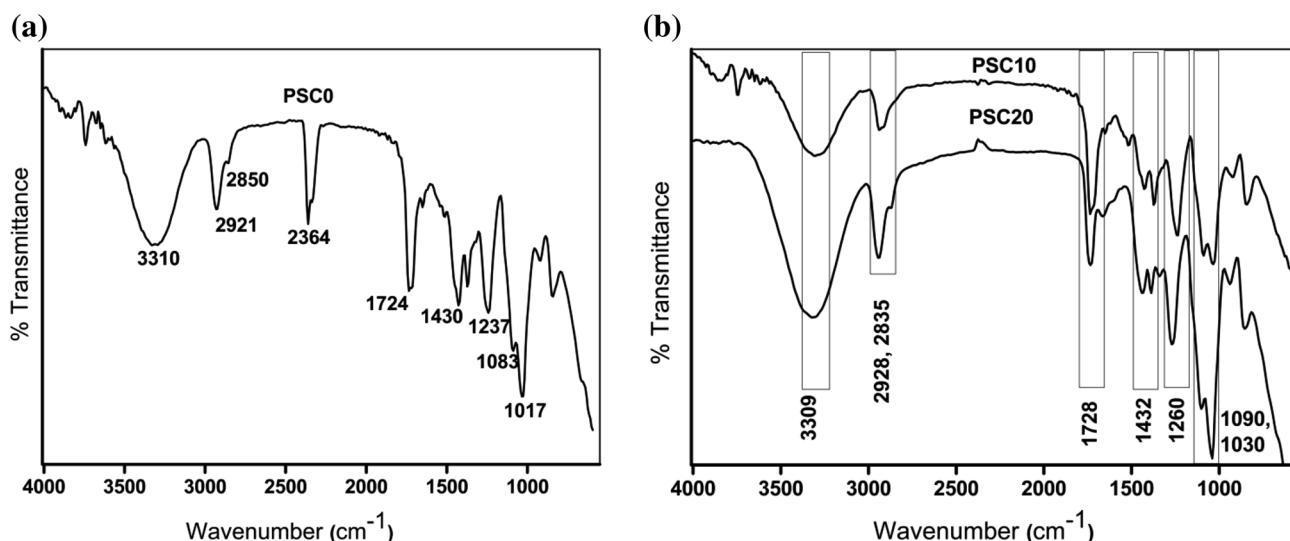 (a)
% Transmittance
PSC0
3310
2921
2850
2364
1724
1430
1237
1083
1017
4000 3500 3000 2500 2000 1500 1000
Wavenumber (cm⁻¹)
(b)
% Transmittance
PSC10
PSC20
3309
2928, 2835
1728
1432
1260
1090,
1030
4000 3500 3000 2500 2000 1500 1000
Wavenumber (cm⁻¹)